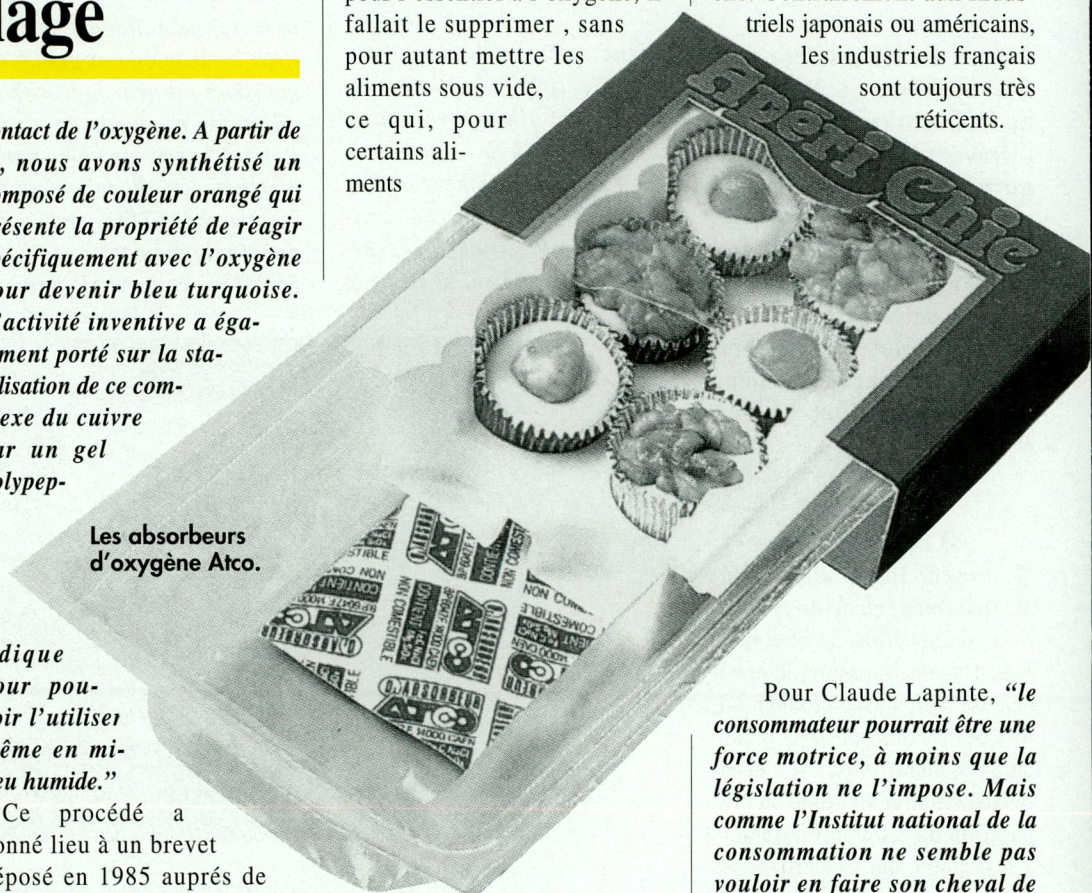 lage
ntact de l'oxygène. A partir de
, nous avons synthétisé un
mposé de couleur orangé qui
ésente la propriété de réagir
écifiquement avec l'oxygène
our devenir bleu turquoise.
'activité inventive a éga-
ment porté sur la sta-
lisation de ce com-
exe du cuivre
ar un gel
olypep-
dique
our pou-
oir l'utiliser
ême en mi-
eu humide."
Ce procédé a
onné lieu à un brevet
éposé en 1985 auprés de
fallait le supprimer , sans
pour autant mettre les
aliments sous vide,
ce qui, pour
certains ali-
ments
triels japonais ou américains,
les industriels français
sont toujours très
réticents.
Apéri Chic
Les absorbeurs
d'oxygène Atco.
ABSORBEUR
ATCO
NON COMESTIBLE
CONTIENT
14000 CAEN
Pour Claude Lapinte, "le
consommateur pourrait être une
force motrice, à moins que la
législation ne l'impose. Mais
comme l'Institut national de la
consommation ne semble pas
vouloir en faire son cheval de